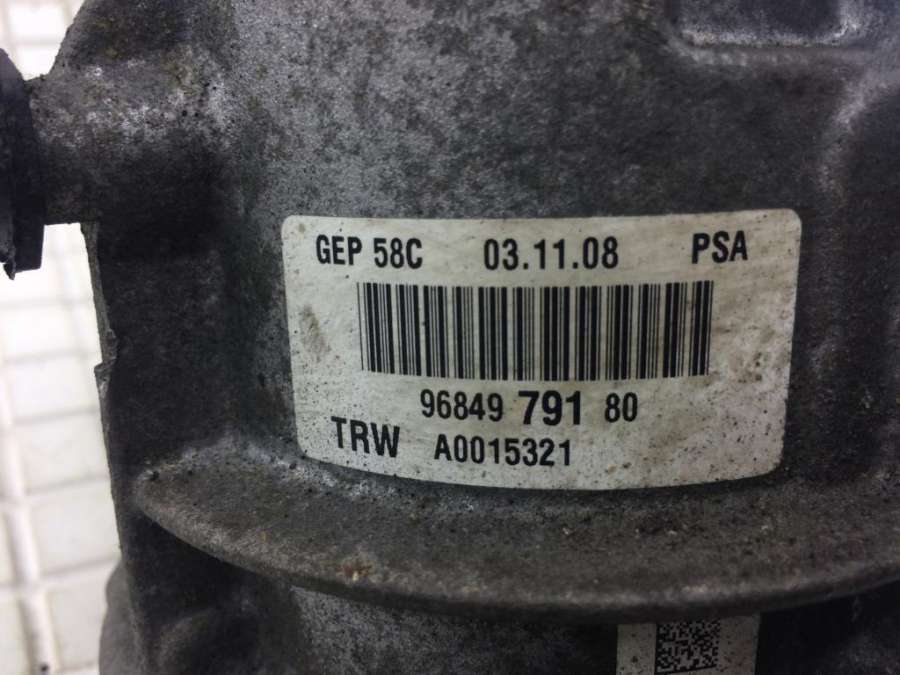 GEP 58C 03.11.08 PSA
96849 791 80
TRW A0015321